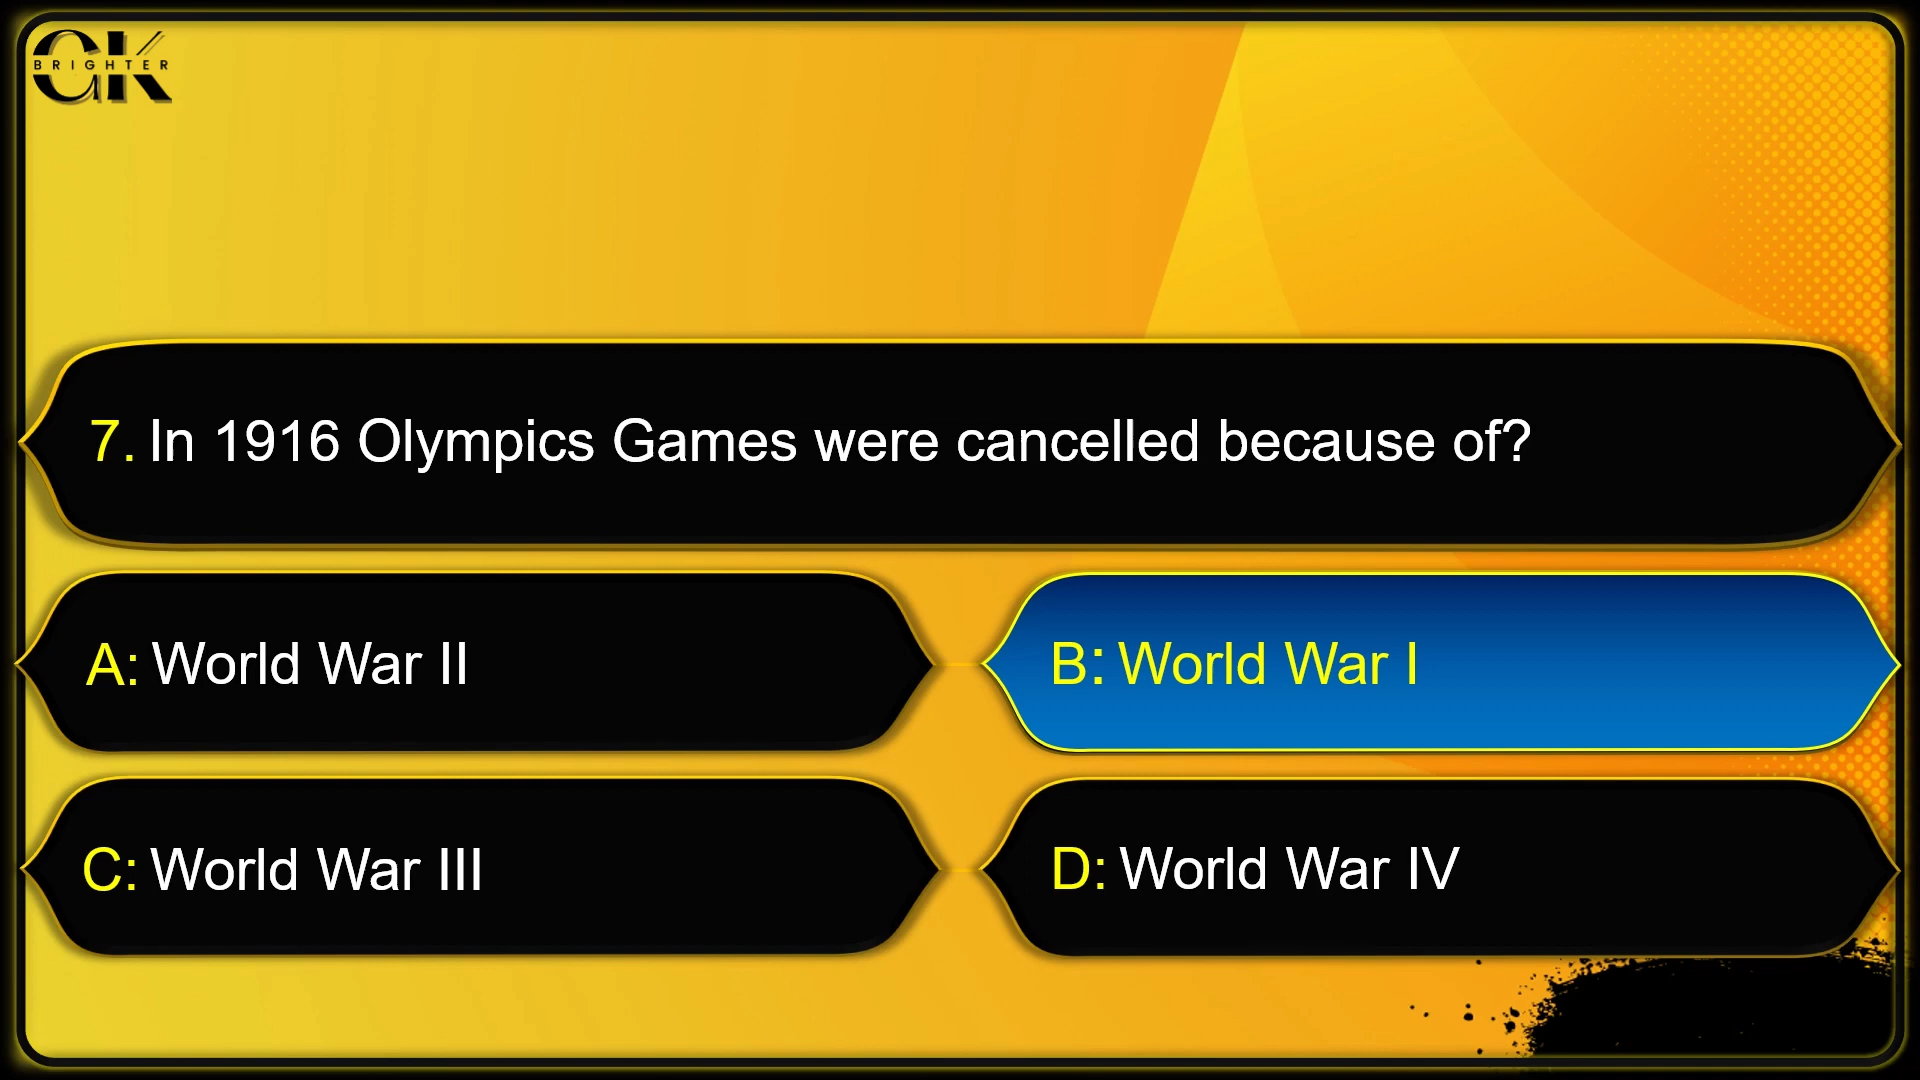 GK
BRIGHTER
7. In 1916 Olympics Games were cancelled because of?
A: World War II
B: World War I
C: World War III
D: World War IV